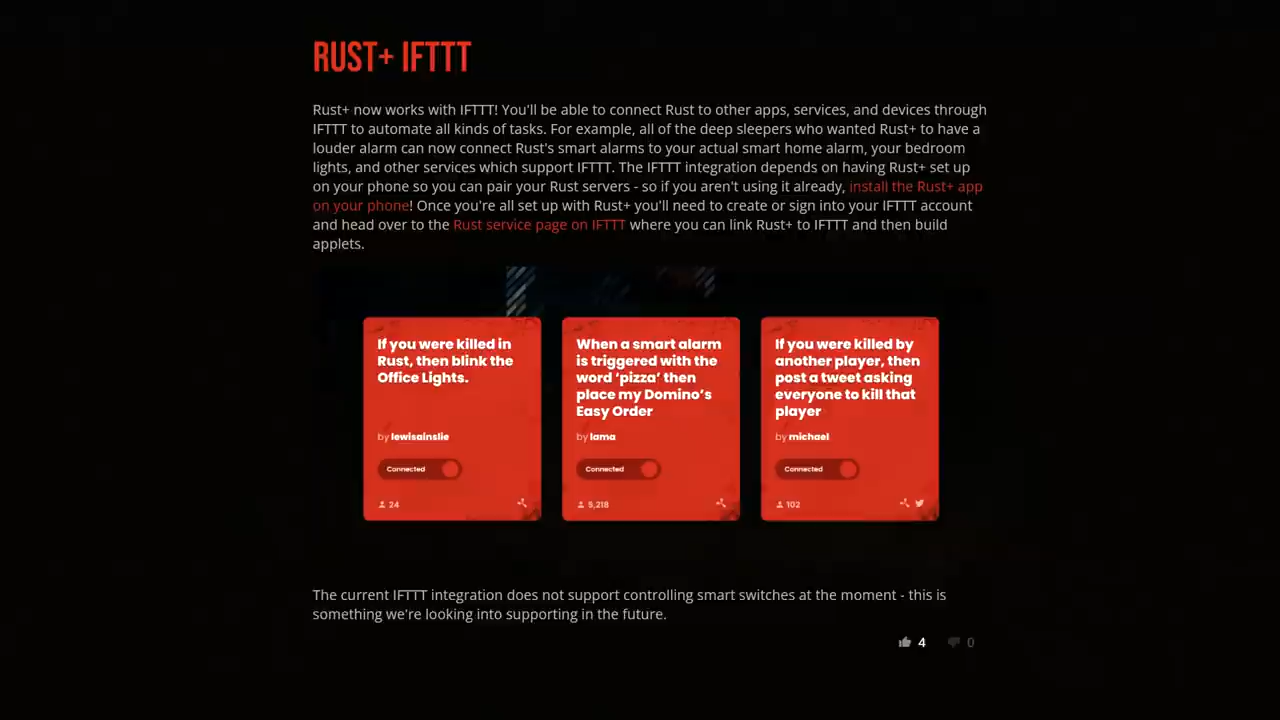 RUST+ IFTTT
Rust+ now works with IFTTT! You'll be able to connect Rust to other apps, services, and devices through
IFTTT to automate all kinds of tasks. For example, all of the deep sleepers who wanted Rust+ to have a
louder alarm can now connect Rust's smart alarms to your actual smart home alarm, your bedroom
lights, and other services which support IFTTT. The IFTTT integration depends on having Rust+ set up
on your phone so you can pair your Rust servers - so if you aren't using it already, install the Rust+ app
on your phone! Once you're all set up with Rust+ you'll need to create or sign into your IFTTT account
and head over to the Rust service page on IFTTT where you can link Rust+ to IFTTT and then build
applets.
If you were killed in
Rust, then blink the
Office Lights.
by lewisainslie
Connected
24
When a smart alarm
is triggered with the
word ‘pizza’ then
place my Domino’s
Easy Order
by lama
Connected
5,218
If you were killed by
another player, then
post a tweet asking
everyone to kill that
player
by michael
Connected
102
The current IFTTT integration does not support controlling smart switches at the moment - this is
something we're looking into supporting in the future.
4 0